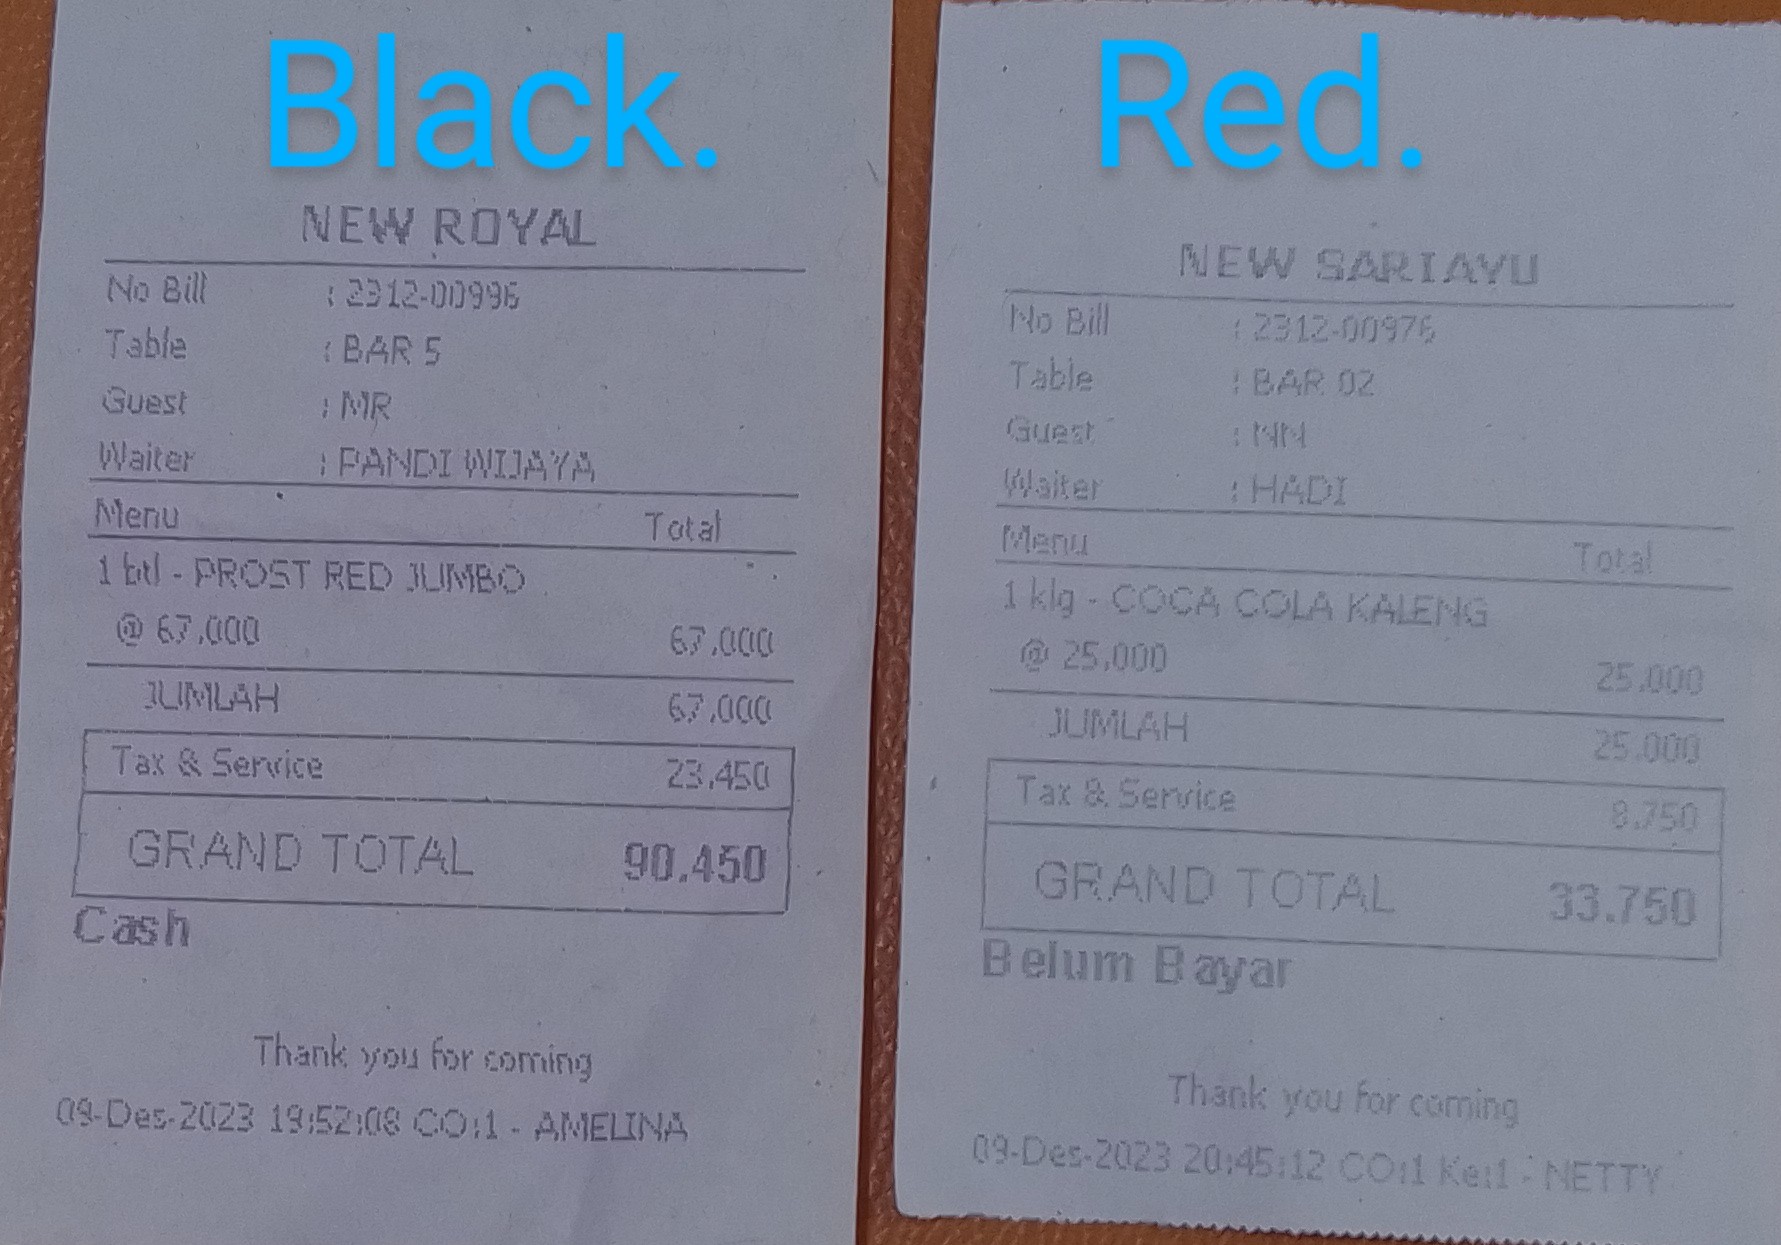 Black.
NEW ROYAL
No Bill : 2312-00996
Table : BAR 5
Guest : MR
Waiter : PANDI WIJAYA
Menu Total
1 btl - PROST RED JUMBO
@ 67,000 67,000
JUMLAH 67,000
Tax & Service 23,450
GRAND TOTAL 90.450
Cash
Thank you for coming
09-Des-2023 19:52:08 CO:1 - AMELINA
Red.
NEW SARIAYU
No Bill : 2312-00976
Table : BAR 02
Guest : NN
Waiter : HADI
Menu Total
1 klg - COCA COLA KALENG
@ 25,000 25,000
JUMLAH 25,000
Tax & Service 8,750
GRAND TOTAL 33.750
Belum Bayar
Thank you for coming
09-Des-2023 20:45:12 CO:1 Ke:1 - NETTY